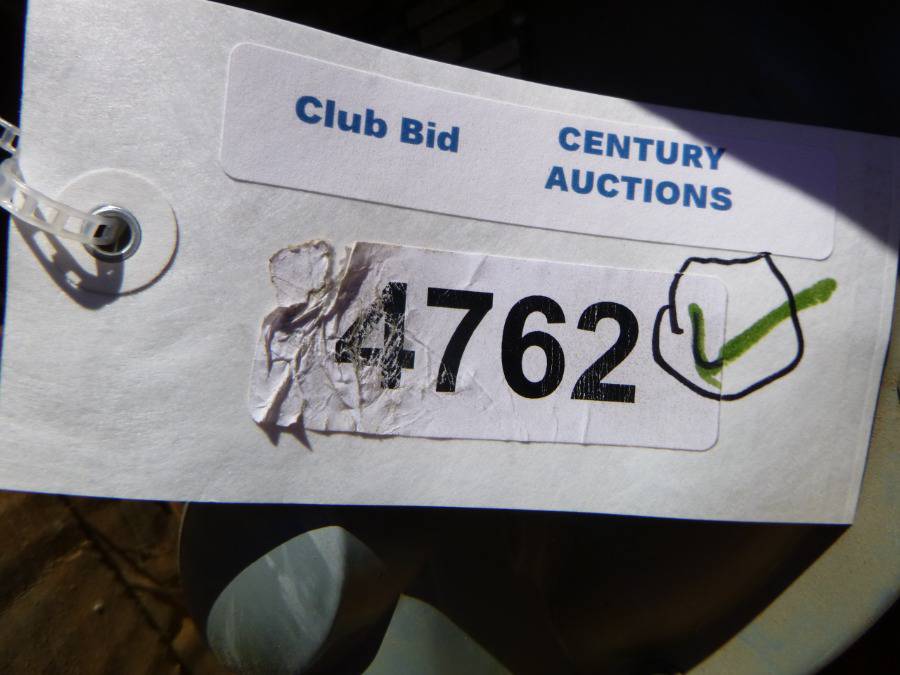 Club Bid
CENTURY
AUCTIONS
4762